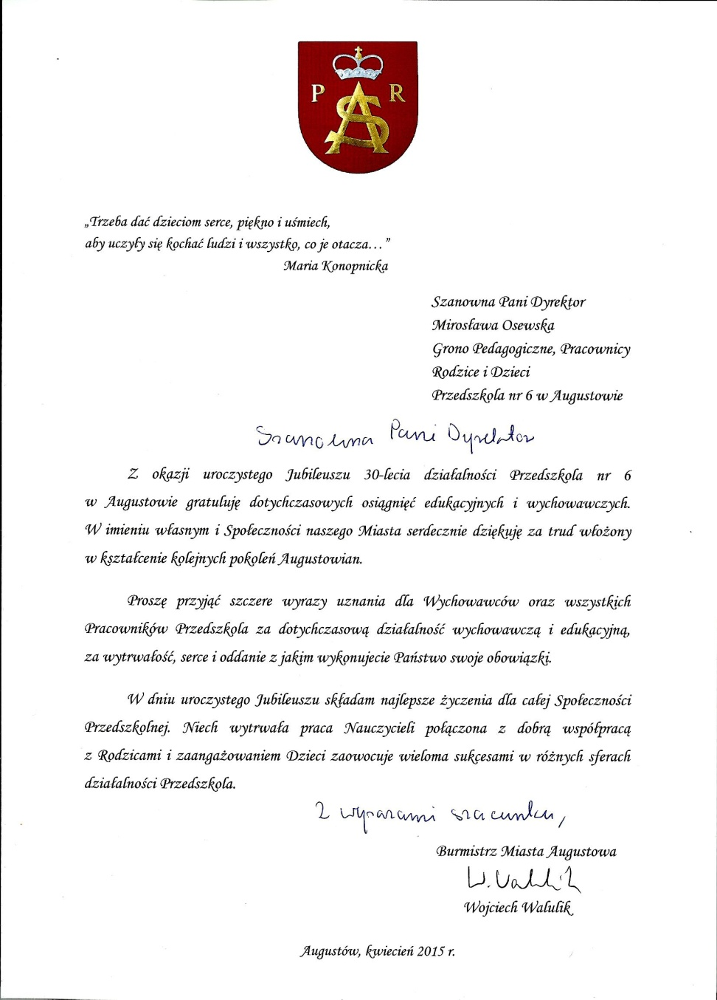 P R
AS
„Trzeba dać dzieciom serce, piękno i uśmiech,
aby uczyły się kochać ludzi i wszystko, co je otacza…”
Maria Konopnicka
Szanowna Pani Dyrektor
Mirosława Osewska
Grono Pedagogiczne, Pracownicy
Rodzice i Dzieci
Przedszkola nr 6 w Augustowie
Szanowna Pani Dyrektor
Z okazji uroczystego Jubileuszu 30-lecia działalności Przedszkola nr 6
w Augustowie gratuluję dotychczasowych osiągnięć edukacyjnych i wychowawczych.
W imieniu własnym i Społeczności naszego Miasta serdecznie dziękuję za trud włożony
w kształcenie kolejnych pokoleń Augustowian.
Proszę przyjąć szczere wyrazy uznania dla Wychowawców oraz wszystkich
Pracowników Przedszkola za dotychczasową działalność wychowawczą i edukacyjną,
za wytrwałość, serce i oddanie z jakim wykonujecie Państwo swoje obowiązki.
W dniu uroczystego Jubileuszu składam najlepsze życzenia dla całej Społeczności
Przedszkolnej. Niech wytrwała praca Nauczycieli połączona z dobrą współpracą
z Rodzicami i zaangażowaniem Dzieci zaowocuje wieloma sukcesami w różnych sferach
działalności Przedszkola.
Z wyrazami szacunku,
Burmistrz Miasta Augustowa
W. Walulik
Wojciech Walulik
Augustów, kwiecień 2015 r.